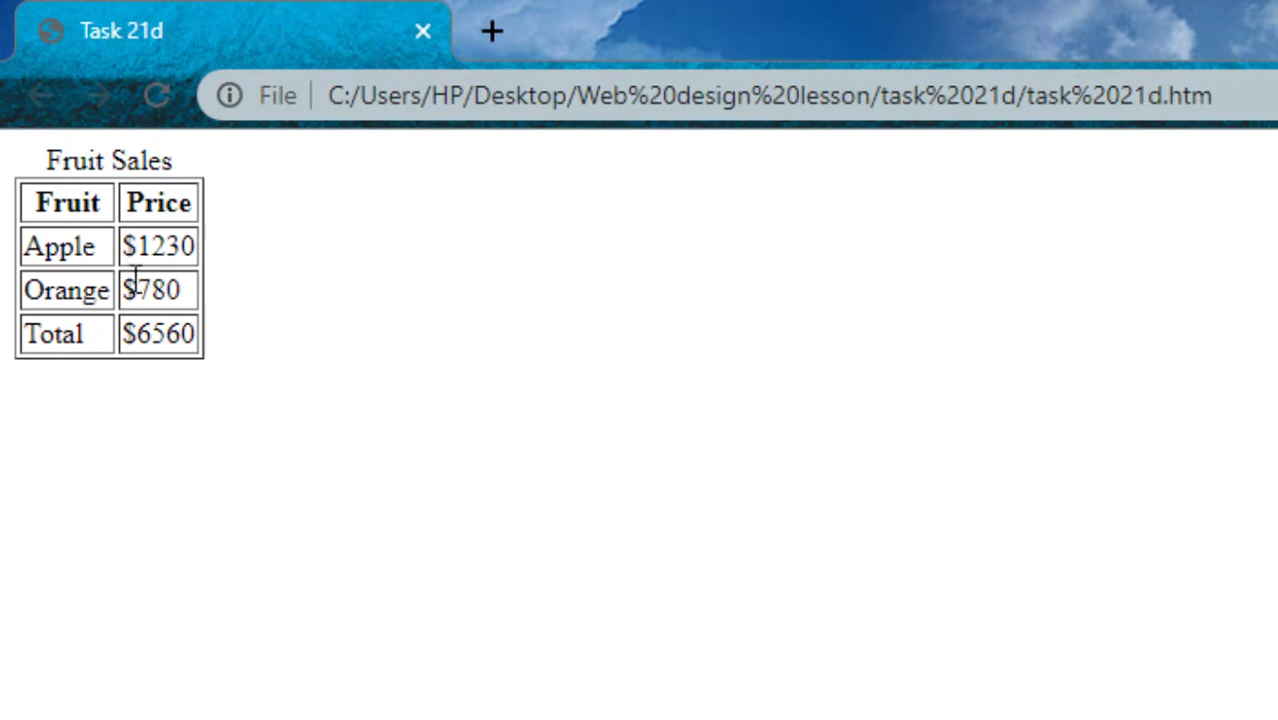 Task 21d
File C:/Users/HP/Desktop/Web%20design%20lesson/task%2021d/task%2021d.htm
Fruit Sales
Fruit Price
Apple $1230
Orange $780
Total $6560